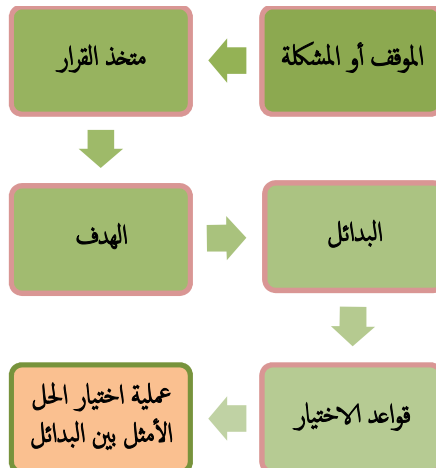 الموقف أو المشكلة
متخذ القرار
الهدف
البدائل
قواعد الاختيار
عملية اختيار الحل
الأمثل بين البدائل